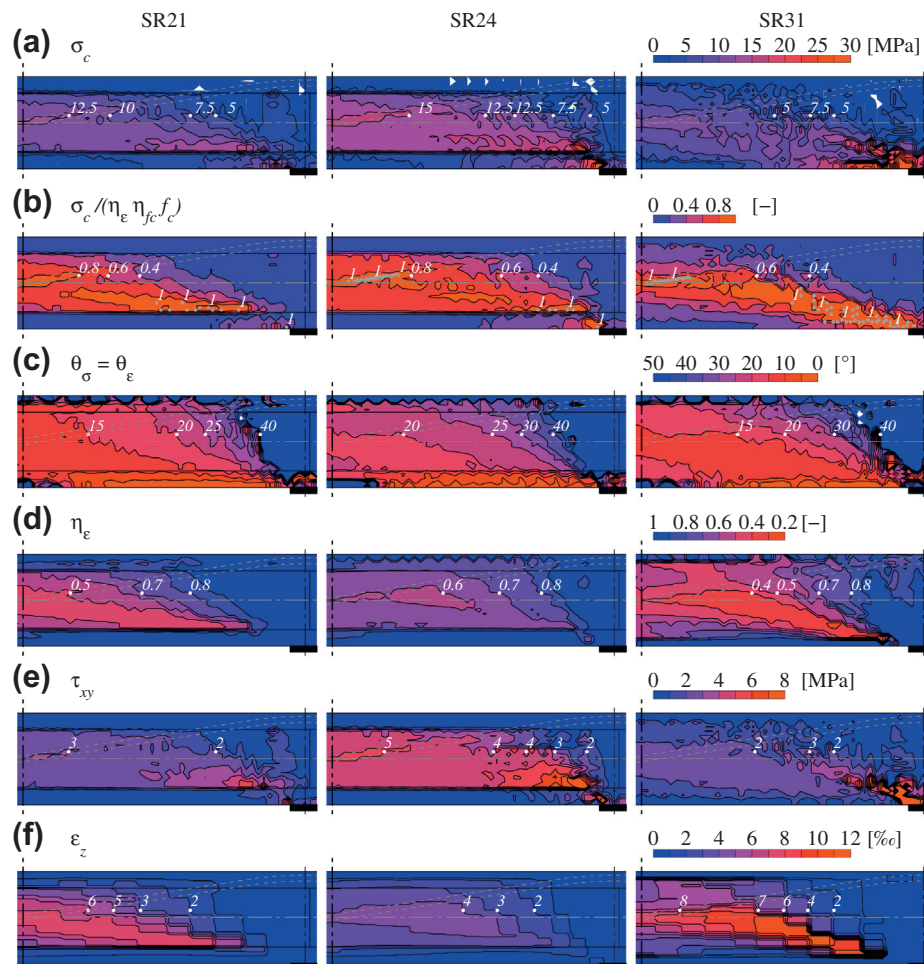 SR21 SR24 SR31
(a) σc 0 5 10 15 20 25 30 [MPa]
12.5 10 7.5 5 15 12.5 12.5 7.5 5 5 7.5 5
(b) σc /(ηε ηfc fc) 0 0.4 0.8 [–]
0.8 0.6 0.4 1 1 1 1 1 1 1 1 0.8 0.6 0.4 1 1 1 1 1 1 0.6 0.4 1 1 1 1 1 1
(c) θσ = θε 50 40 30 20 10 0 [°]
15 20 25 40 20 25 30 40 15 20 30 40
(d) ηε 1 0.8 0.6 0.4 0.2 [–]
0.5 0.7 0.8 0.6 0.7 0.8 0.4 0.5 0.7 0.8
(e) τxy 0 2 4 6 8 [MPa]
3 2 5 4 4 3 2 2 3 2
(f) εz 0 2 4 6 8 10 12 [‰]
6 5 3 2 4 3 2 8 7 6 4 2